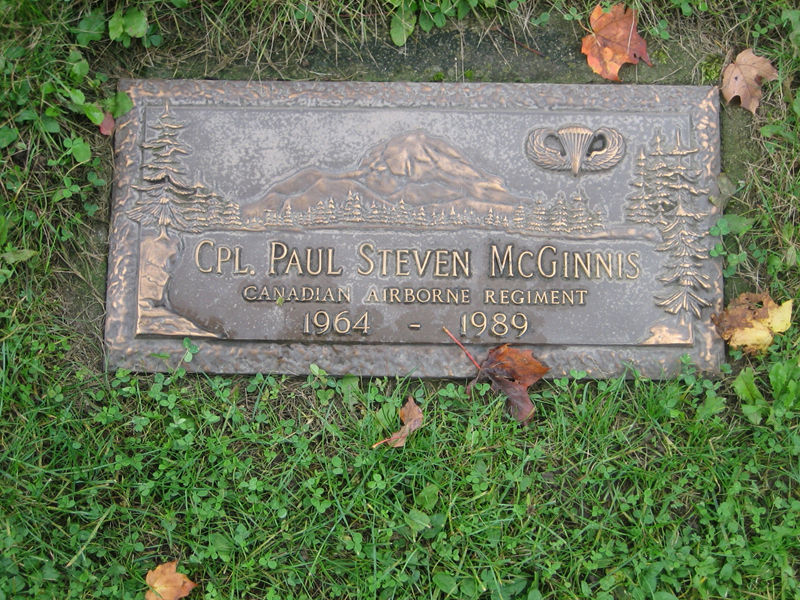 CPL. PAUL STEVEN MCGINNIS
CANADIAN AIRBORNE REGIMENT
1964 - 1989